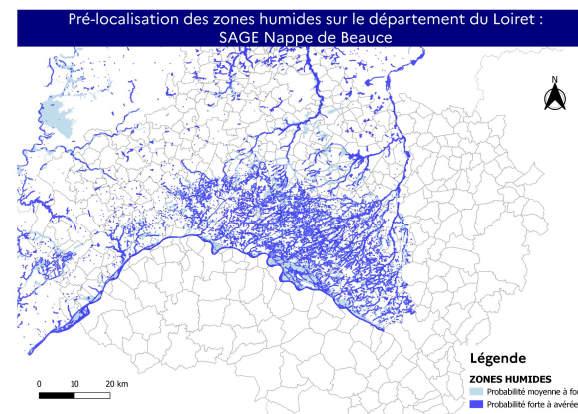 Pré-localisation des zones humides sur le département du Loiret :
SAGE Nappe de Beauce
N
Légende
ZONES HUMIDES
Probabilité moyenne à for
Probabilité forte à avérée
0 10 20 km